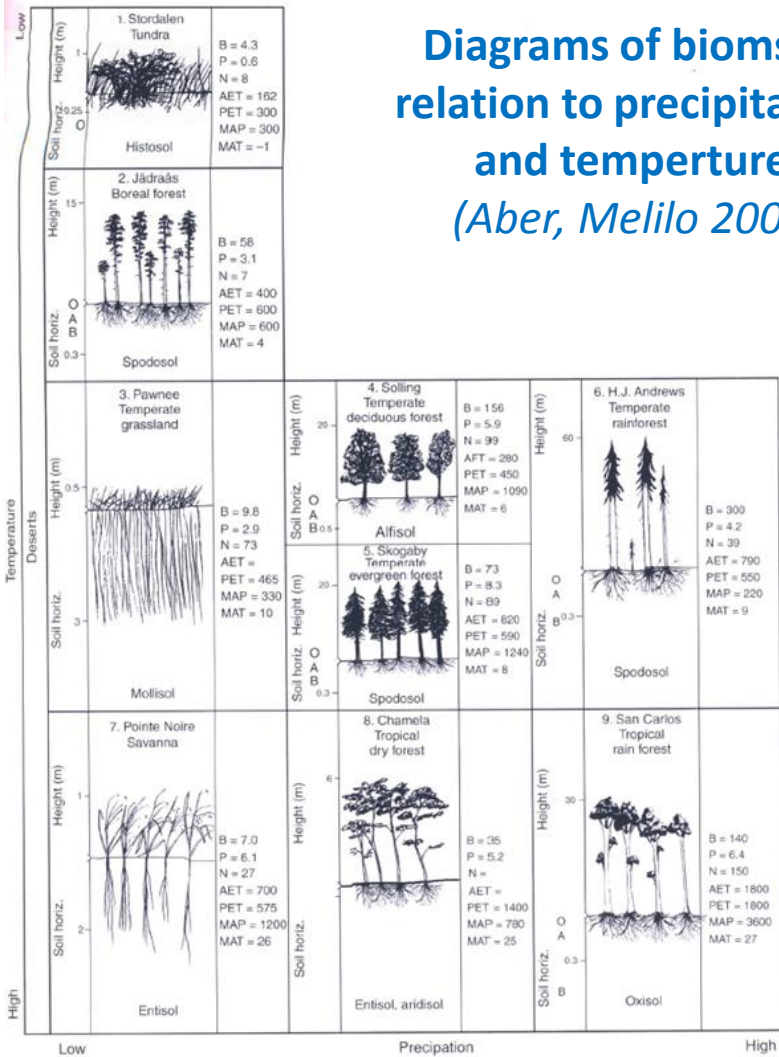 Diagrams of bioms
relation to precipita
and temperture
(Aber, Melilo 200
Low
Temperature
High
Deserts
Height (m)
Soil horiz.
1
0.25
O
1. Stordalen
Tundra
Histosol
B = 4.3
P = 0.6
N = 8
AET = 162
PET = 300
MAP = 300
MAT = −1
Height (m)
Soil horiz.
15
O
A
B
0.3
2. Jädraås
Boreal forest
Spodosol
B = 58
P = 3.1
N = 7
AET = 400
PET = 600
MAP = 600
MAT = 4
Height (m)
Soil horiz.
0.5
3
3. Pawnee
Temperate
grassland
Mollisol
B = 9.8
P = 2.9
N = 73
AET =
PET = 465
MAP = 330
MAT = 10
Height (m)
Soil horiz.
20
O
A
B 0.5
4. Solling
Temperate
deciduous forest
Alfisol
B = 156
P = 5.9
N = 99
AFT = 280
PET = 450
MAP = 1090
MAT = 6
Height (m)
Soil horiz.
20
O
A
B
0.3
5. Skogaby
Temperate
evergreen forest
Spodosol
B = 73
P = 8.3
N = 89
AET = 820
PET = 590
MAP = 1240
MAT = 8
Height (m)
Soil horiz.
60
O
A
B 0.3
6. H.J. Andrews
Temperate
rainforest
Spodosol
B = 300
P = 4.2
N = 39
AET = 790
PET = 550
MAP = 220
MAT = 9
Height (m)
Soil horiz.
1
2
7. Pointe Noire
Savanna
Entisol
B = 7.0
P = 6.1
N = 27
AET = 700
PET = 575
MAP = 1200
MAT = 26
Height (m)
Soil horiz.
6
8. Chamela
Tropical
dry forest
Entisol, aridisol
B = 35
P = 5.2
N =
AET =
PET = 1400
MAP = 780
MAT = 25
Height (m)
Soil horiz.
30
O
A
0.3
B
9. San Carlos
Tropical
rain forest
Oxisol
B = 140
P = 6.4
N = 150
AET = 1800
PET = 1800
MAP = 3600
MAT = 27
Low
Precipation
High